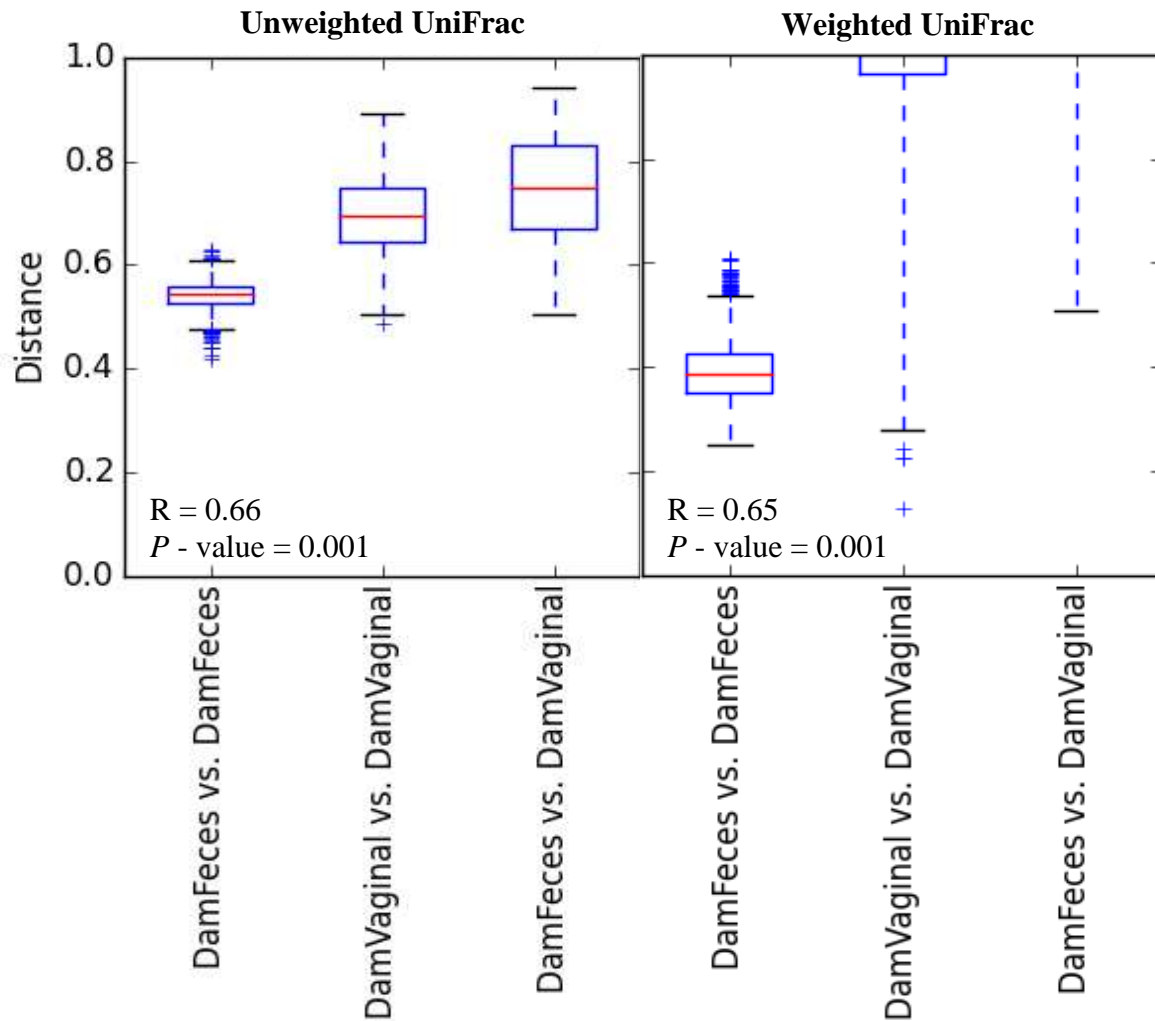 Unweighted UniFrac
Weighted UniFrac
Distance
1.0
0.8
0.6
0.4
0.2
0.0
R = 0.66
P - value = 0.001
R = 0.65
P - value = 0.001
DamFeces vs. DamFeces
DamVaginal vs. DamVaginal
DamFeces vs. DamVaginal
DamFeces vs. DamFeces
DamVaginal vs. DamVaginal
DamFeces vs. DamVaginal